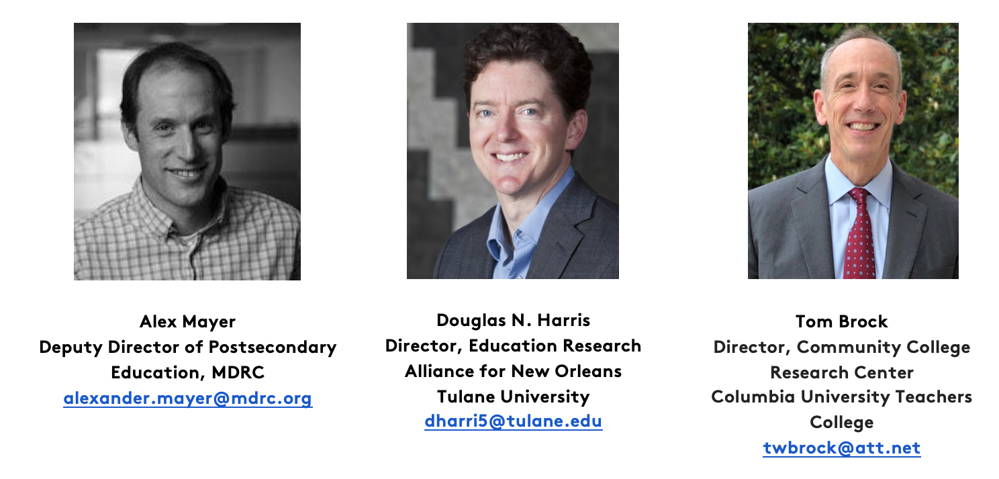 Alex Mayer
Deputy Director of Postsecondary
Education, MDRC
alexander.mayer@mdrc.org
Douglas N. Harris
Director, Education Research
Alliance for New Orleans
Tulane University
dharri5@tulane.edu
Tom Brock
Director, Community College
Research Center
Columbia University Teachers
College
twbrock@att.net